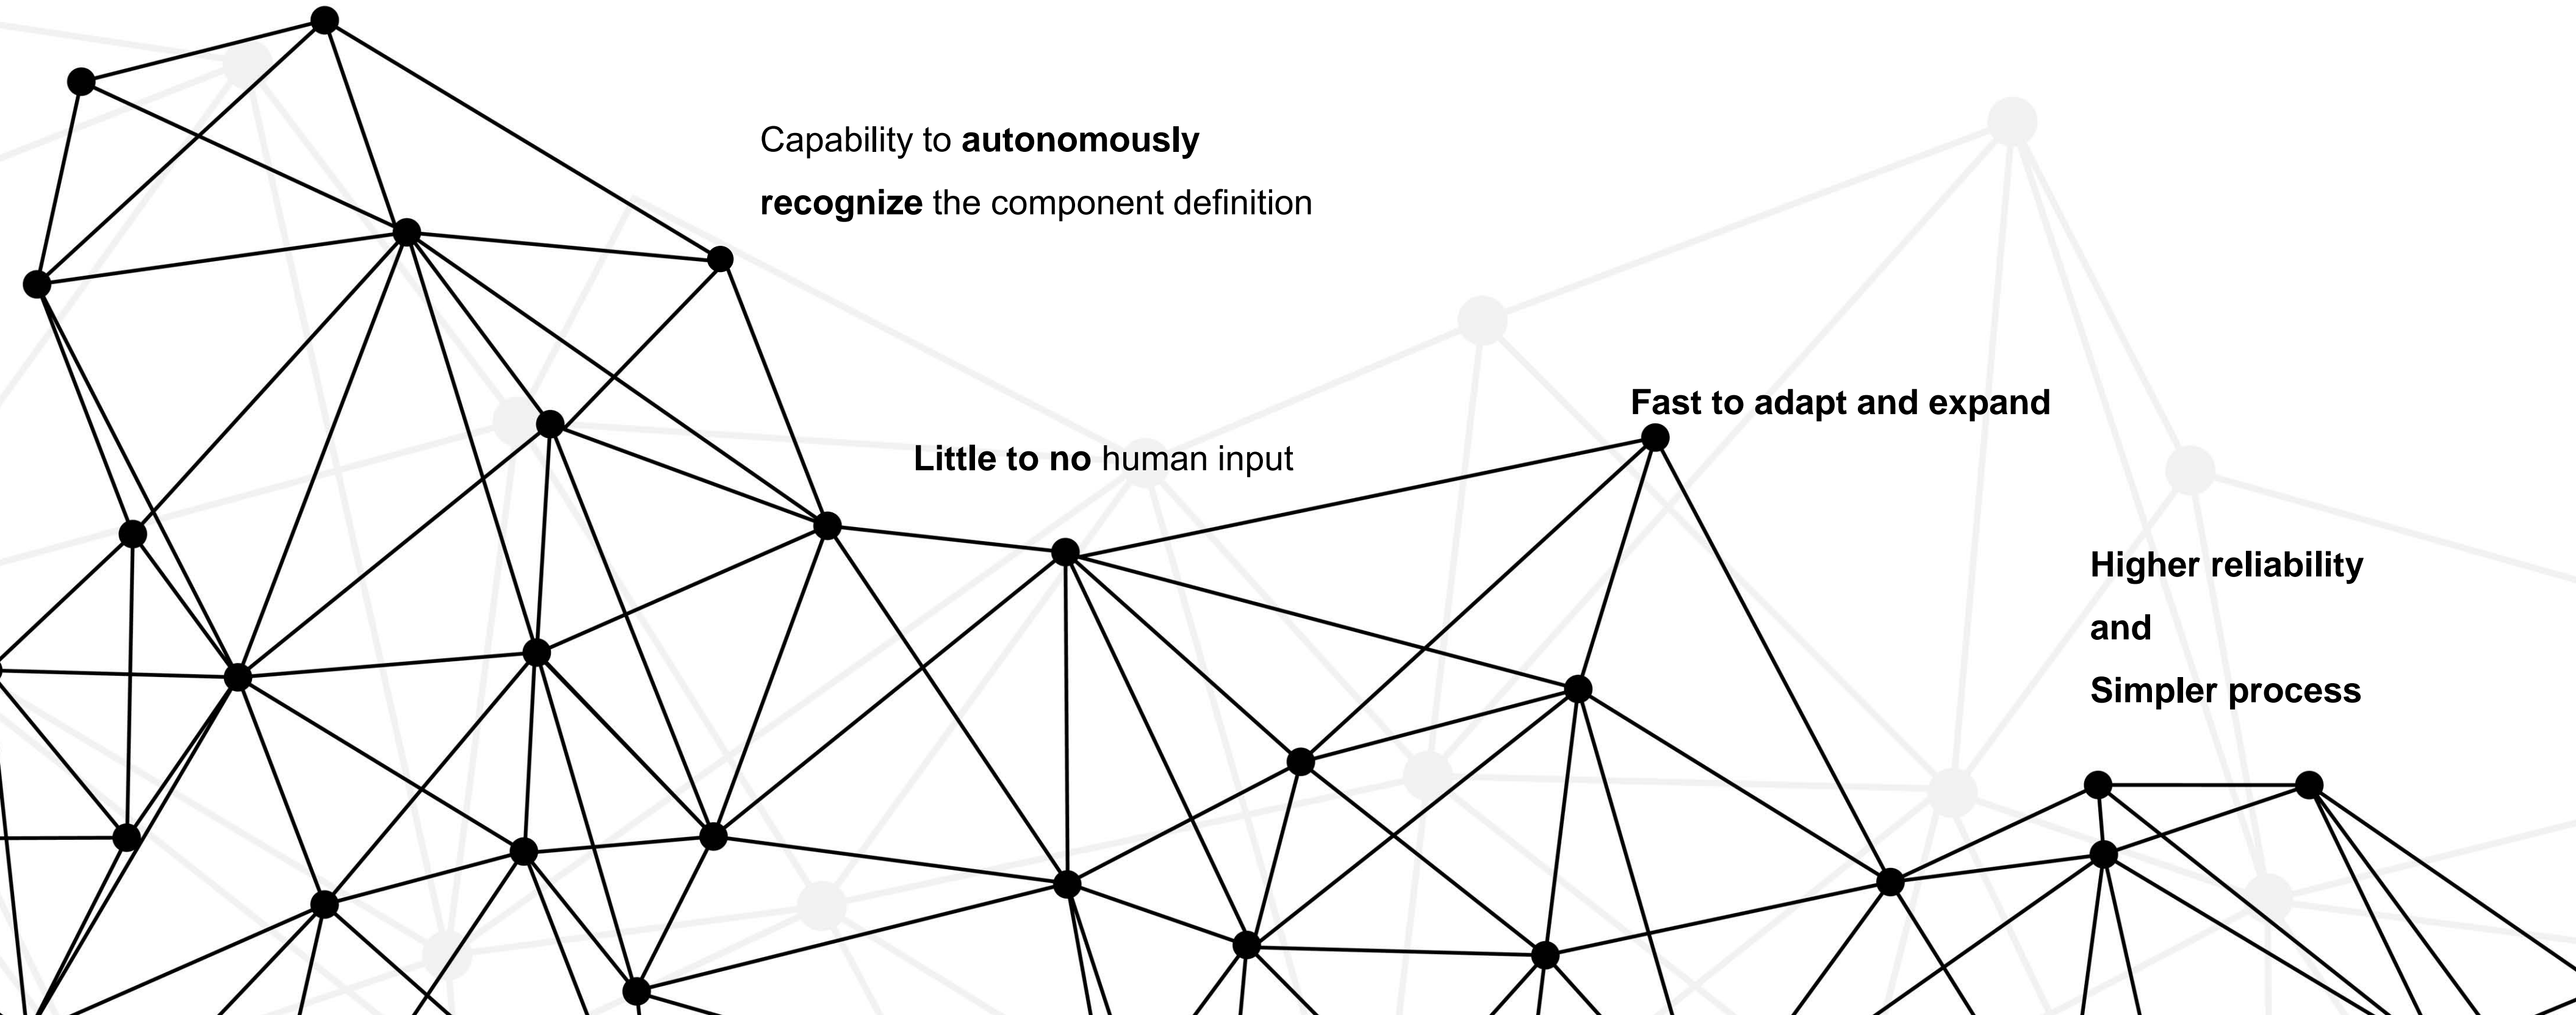 Capability to autonomously
recognize the component definition
Little to no human input
Fast to adapt and expand
Higher reliability
and
Simpler process